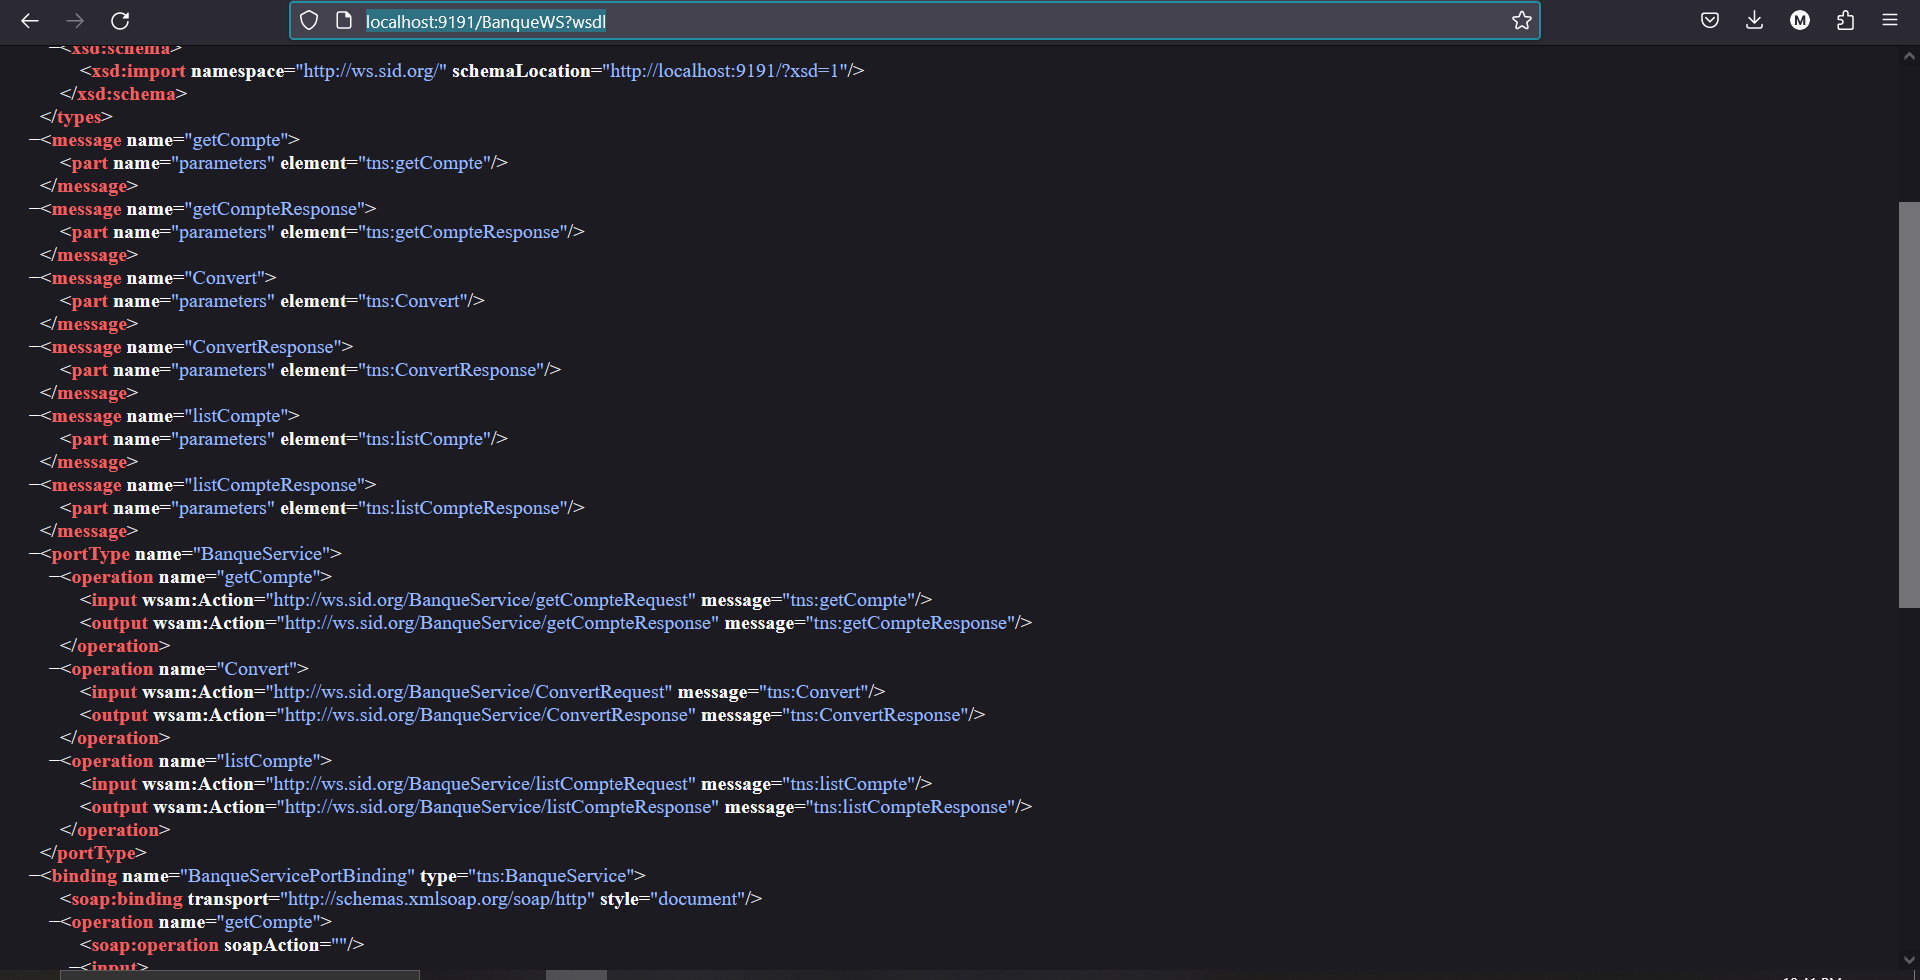 localhost:9191/BanqueWS?wsdl
M
−<xsd:schema>
<xsd:import namespace="http://ws.sid.org/" schemaLocation="http://localhost:9191/?xsd=1"/>
</xsd:schema>
</types>
−<message name="getCompte">
<part name="parameters" element="tns:getCompte"/>
</message>
−<message name="getCompteResponse">
<part name="parameters" element="tns:getCompteResponse"/>
</message>
−<message name="Convert">
<part name="parameters" element="tns:Convert"/>
</message>
−<message name="ConvertResponse">
<part name="parameters" element="tns:ConvertResponse"/>
</message>
−<message name="listCompte">
<part name="parameters" element="tns:listCompte"/>
</message>
−<message name="listCompteResponse">
<part name="parameters" element="tns:listCompteResponse"/>
</message>
−<portType name="BanqueService">
−<operation name="getCompte">
<input wsam:Action="http://ws.sid.org/BanqueService/getCompteRequest" message="tns:getCompte"/>
<output wsam:Action="http://ws.sid.org/BanqueService/getCompteResponse" message="tns:getCompteResponse"/>
</operation>
−<operation name="Convert">
<input wsam:Action="http://ws.sid.org/BanqueService/ConvertRequest" message="tns:Convert"/>
<output wsam:Action="http://ws.sid.org/BanqueService/ConvertResponse" message="tns:ConvertResponse"/>
</operation>
−<operation name="listCompte">
<input wsam:Action="http://ws.sid.org/BanqueService/listCompteRequest" message="tns:listCompte"/>
<output wsam:Action="http://ws.sid.org/BanqueService/listCompteResponse" message="tns:listCompteResponse"/>
</operation>
</portType>
−<binding name="BanqueServicePortBinding" type="tns:BanqueService">
<soap:binding transport="http://schemas.xmlsoap.org/soap/http" style="document"/>
−<operation name="getCompte">
<soap:operation soapAction=""/>
−<input>